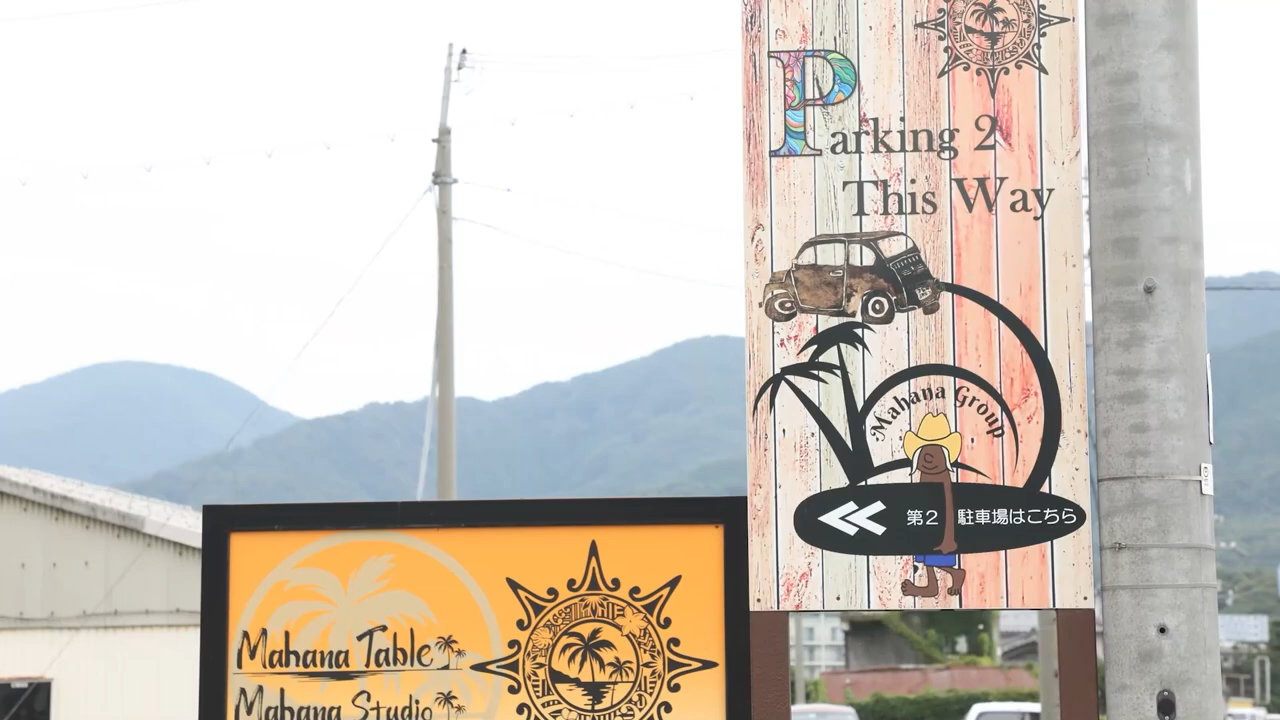 Parking 2
This Way
Mahana Group
第2 駐車場はこちら
Mahana Table
Mahana Studio